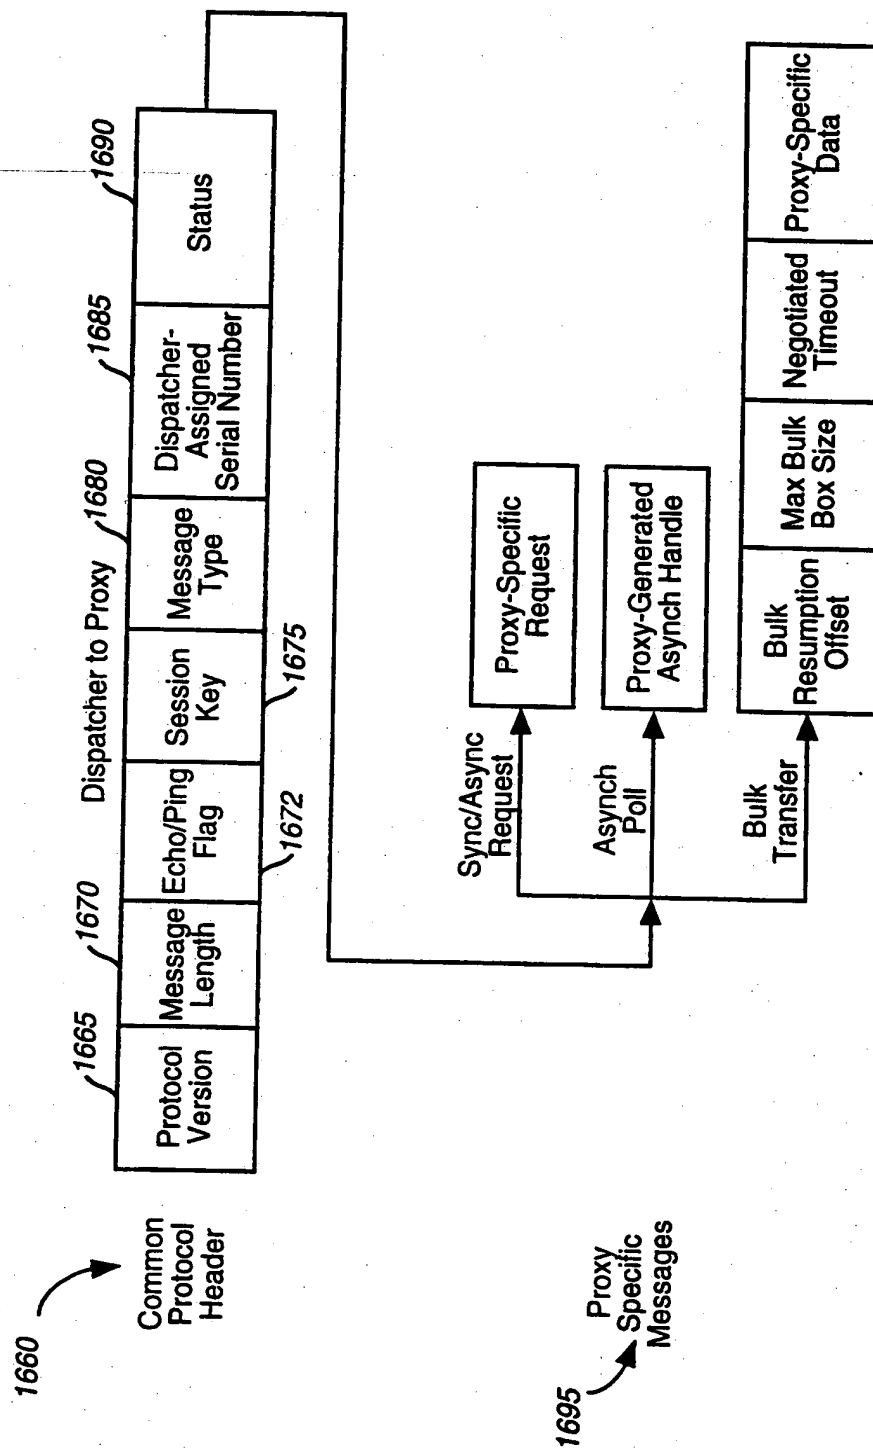 1660
Common
Protocol
Header
Dispatcher to Proxy
1665
1670
1680
1685
1690
Protocol
Version
Message
Length
Echo/Ping
Flag
Session
Key
Message
Type
Dispatcher-
Assigned
Serial Number
Status
1672
1675
1695
Proxy
Specific
Messages
Sync/Async
Request
Proxy-Specific
Request
Asynch
Poll
Proxy-Generated
Asynch Handle
Bulk
Transfer
Bulk
Resumption
Offset
Max Bulk
Box Size
Negotiated
Timeout
Proxy-Specific
Data